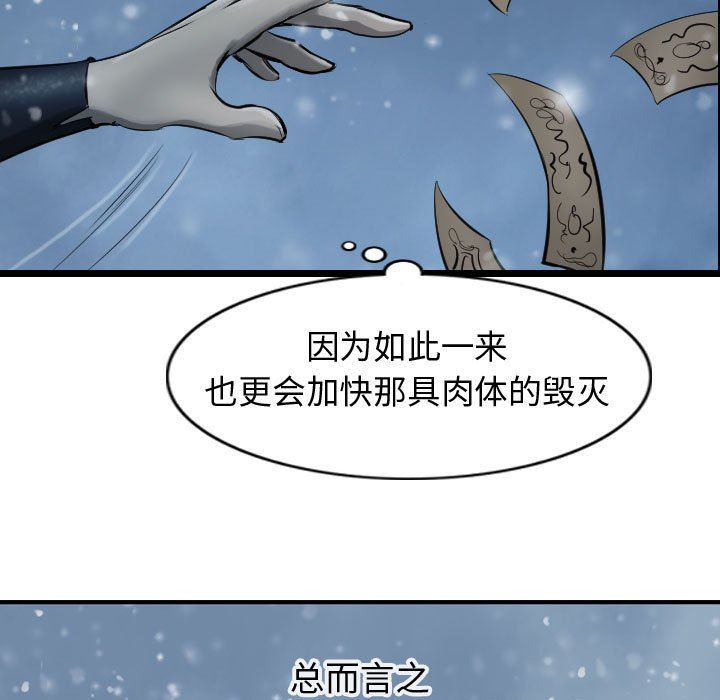 因为如此一来
也更会加快那具肉体的毁灭
总而言之